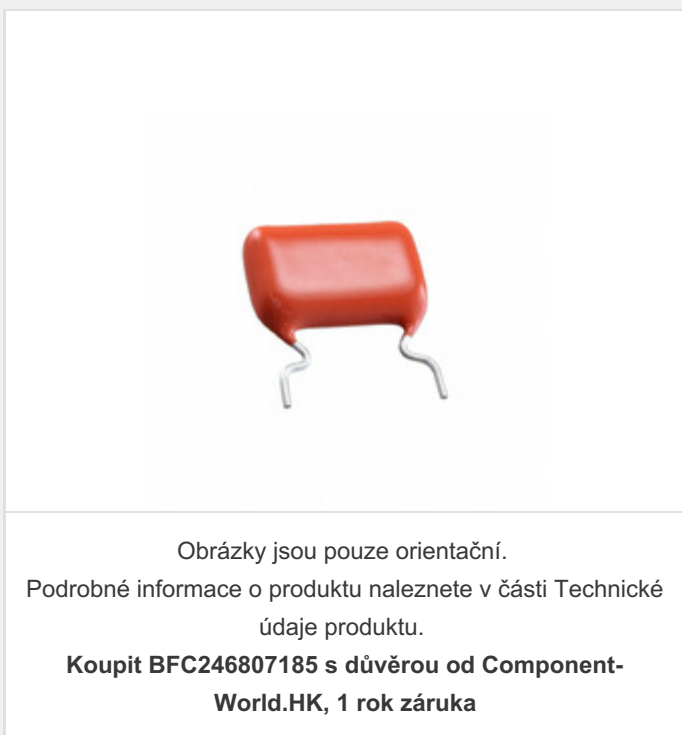 Obrázky jsou pouze orientační.
Podrobné informace o produktu naleznete v části Technické
údaje produktu.
Koupit BFC246807185 s důvěrou od Component-
World.HK, 1 rok záruka